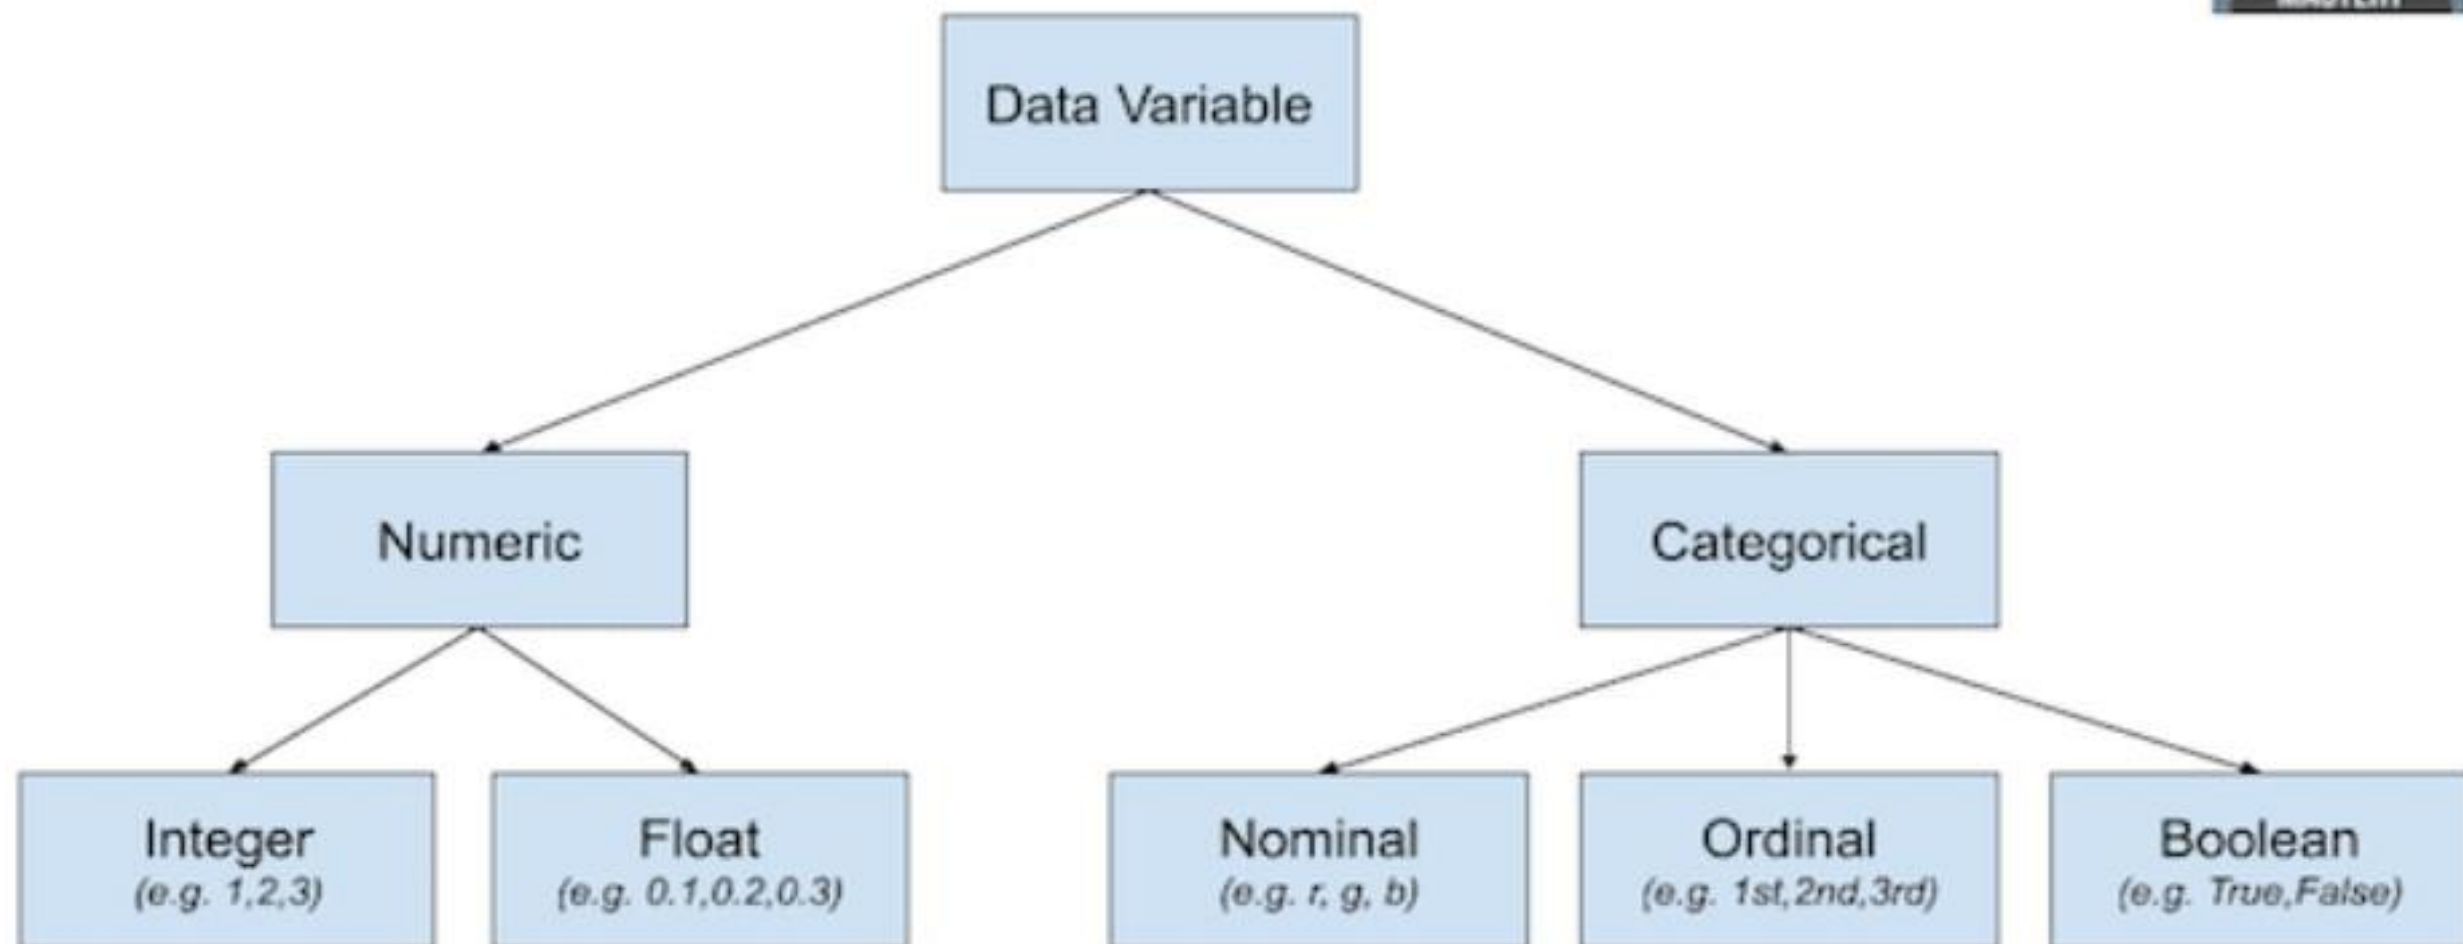 Data Variable
Numeric
Categorical
Integer
(e.g. 1,2,3)
Float
(e.g. 0.1,0.2,0.3)
Nominal
(e.g. r, g, b)
Ordinal
(e.g. 1st,2nd,3rd)
Boolean
(e.g. True,False)